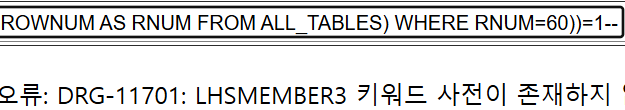 ROWNUM AS RNUM FROM ALL_TABLES) WHERE RNUM=60))=1--
오류: DRG-11701: LHSMEMBER3 키워드 사전이 존재하지